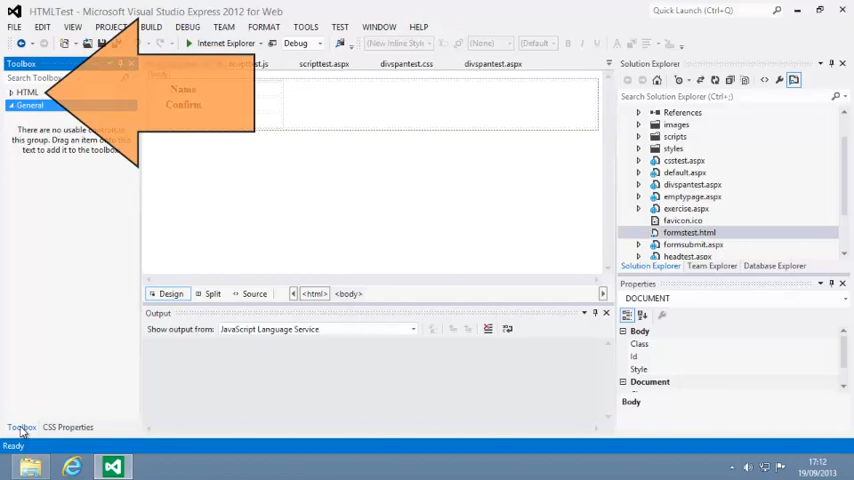 HTMLTest - Microsoft Visual Studio Express 2012 for Web
Quick Launch (Ctrl+Q)
FILE EDIT VIEW PROJECT BUILD DEBUG TEAM FORMAT TOOLS TEST WINDOW HELP
Internet Explorer Debug (New Inline Style (None) (Default)
Toolbox
scripttest.js scripttest.aspx divspantest.css divspantest.aspx
Search Toolbox
HTML
General
There are no usable controls in
this group. Drag an item onto this
text to add it to the toolbox.
Name
Confirm
Design Split Source <html> <body>
Output
Show output from: JavaScript Language Service
Toolbox CSS Properties
Ready
Solution Explorer
Search Solution Explorer (Ctrl+;)
References
images
scripts
styles
csstest.aspx
default.aspx
divspantest.aspx
emptypage.aspx
exercise.aspx
favicon.ico
formstest.html
formsubmit.aspx
headtest.aspx
Solution Explorer Team Explorer Database Explorer
Properties
DOCUMENT
Body
Class
Id
Style
Document
Body
17:12
19/09/2013